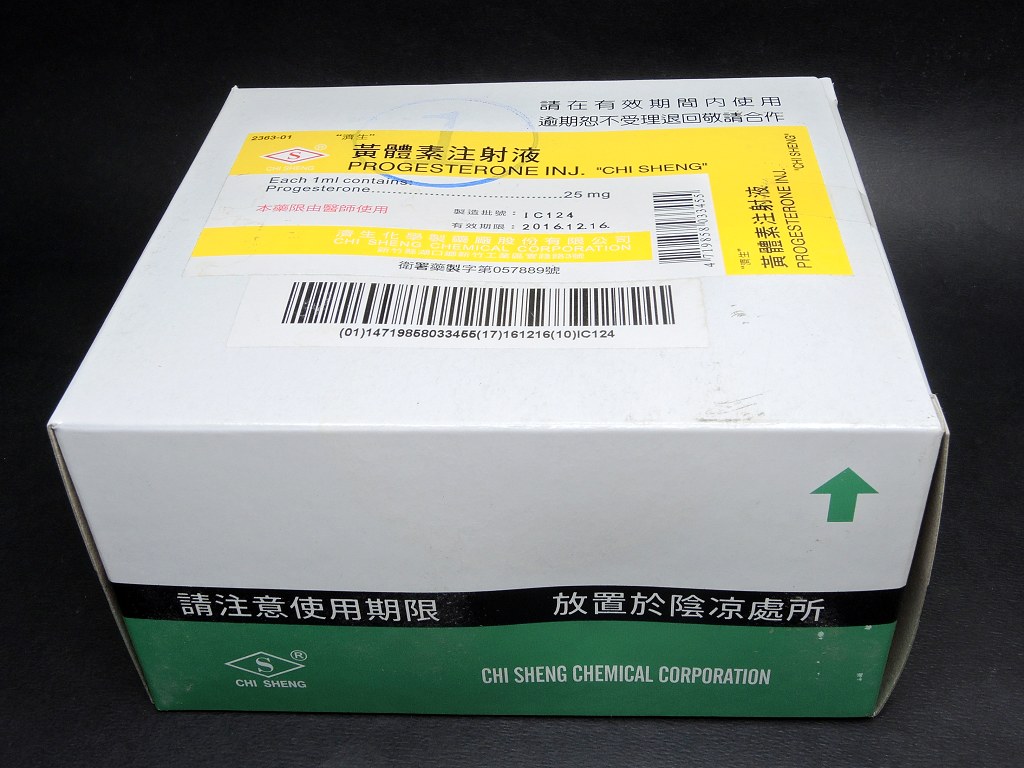 請在有效期間內使用
逾期恕不受理退回敬請合作
1
2363-01
"濟生"
S ®
CHI SHENG
黃體素注射液
PROGESTERONE INJ. "CHI SHENG"
Each 1ml contains:
Progesterone........................................25 mg
本藥限由醫師使用
製造批號：IC124
有效期限：2016.12.16.
濟生化學製藥廠股份有限公司
CHI SHENG CHEMICAL CORPORATION
衛署藥製字第057889號
4719858033455
"濟生"
黃體素注射液
PROGESTERONE INJ.
"CHI SHENG"
(01)14719858033455(17)161216(10)IC124
請注意使用期限 放置於陰凉處所
S ®
CHI SHENG
CHI SHENG CHEMICAL CORPORATION